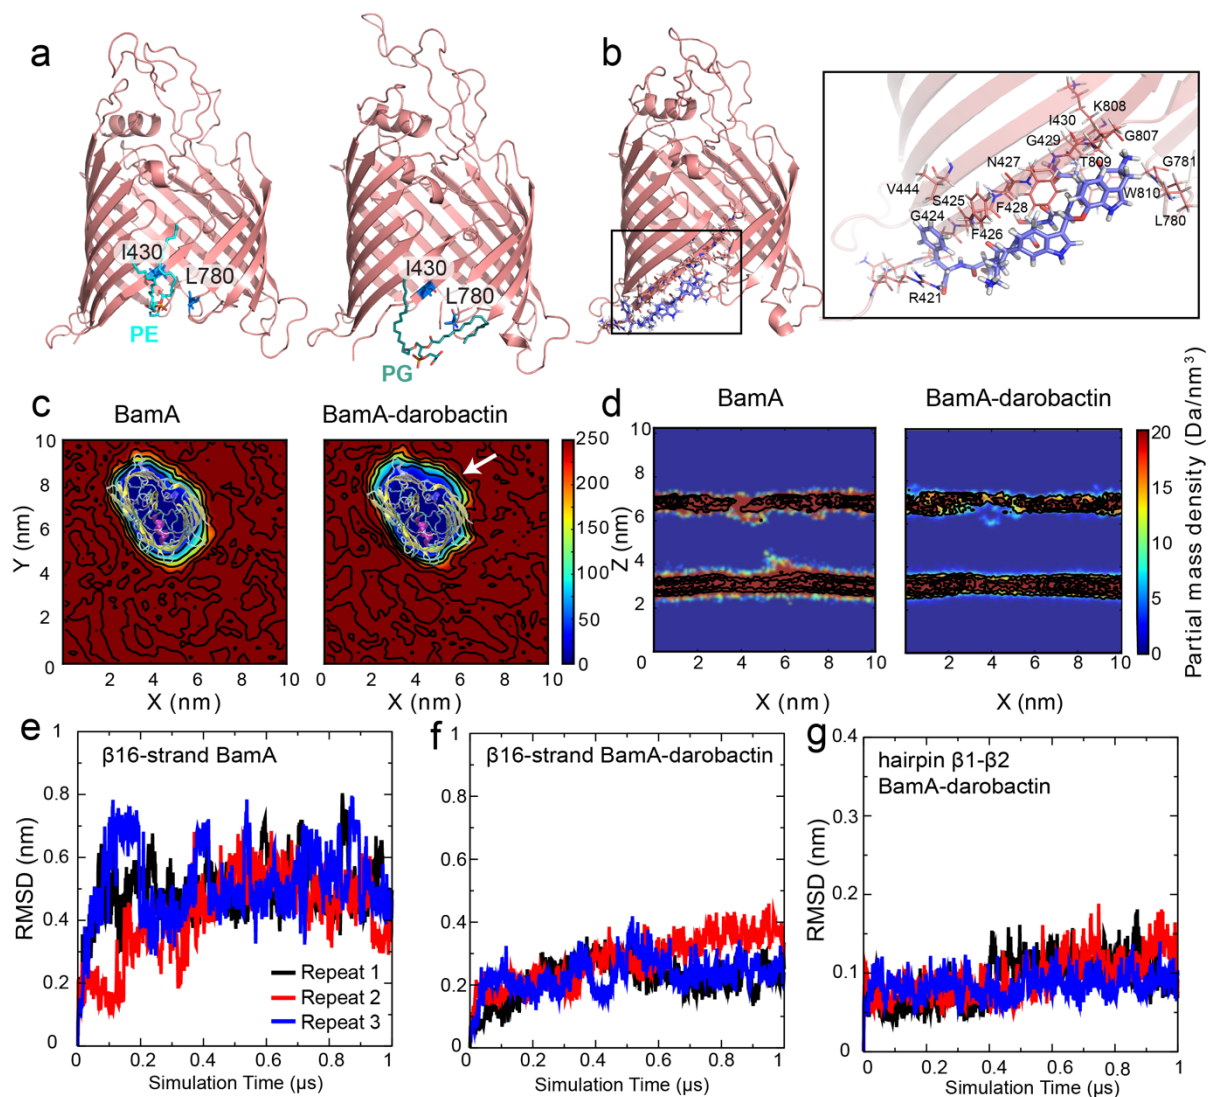 a
I430
L780
PE
I430
L780
PG
b
K808
I430
G429
G807
N427
T809
G781
V444
S425
W810
F428
G424
L780
F426
R421
c
BamA
BamA-darobactin
10
8
6
4
2
0
Y (nm)
0 2 4 6 8 10
0 2 4 6 8 10
X (nm)
X (nm)
250
200
150
100
50
0
d
BamA
BamA-darobactin
10
8
6
4
2
0
Z (nm)
0 2 4 6 8 10
0 2 4 6 8 10
X (nm)
X (nm)
20
15
10
5
0
Partial mass density (Da/nm³)
e
β16-strand BamA
1
0.8
0.6
0.4
0.2
0
RMSD (nm)
Repeat 1
Repeat 2
Repeat 3
0 0.2 0.4 0.6 0.8 1
Simulation Time (μs)
f
β16-strand BamA-darobactin
1
0.8
0.6
0.4
0.2
0
0 0.2 0.4 0.6 0.8 1
Simulation Time (μs)
g
hairpin β1-β2
BamA-darobactin
0.4
0.3
0.2
0.1
0
RMSD (nm)
0 0.2 0.4 0.6 0.8 1
Simulation Time (μs)